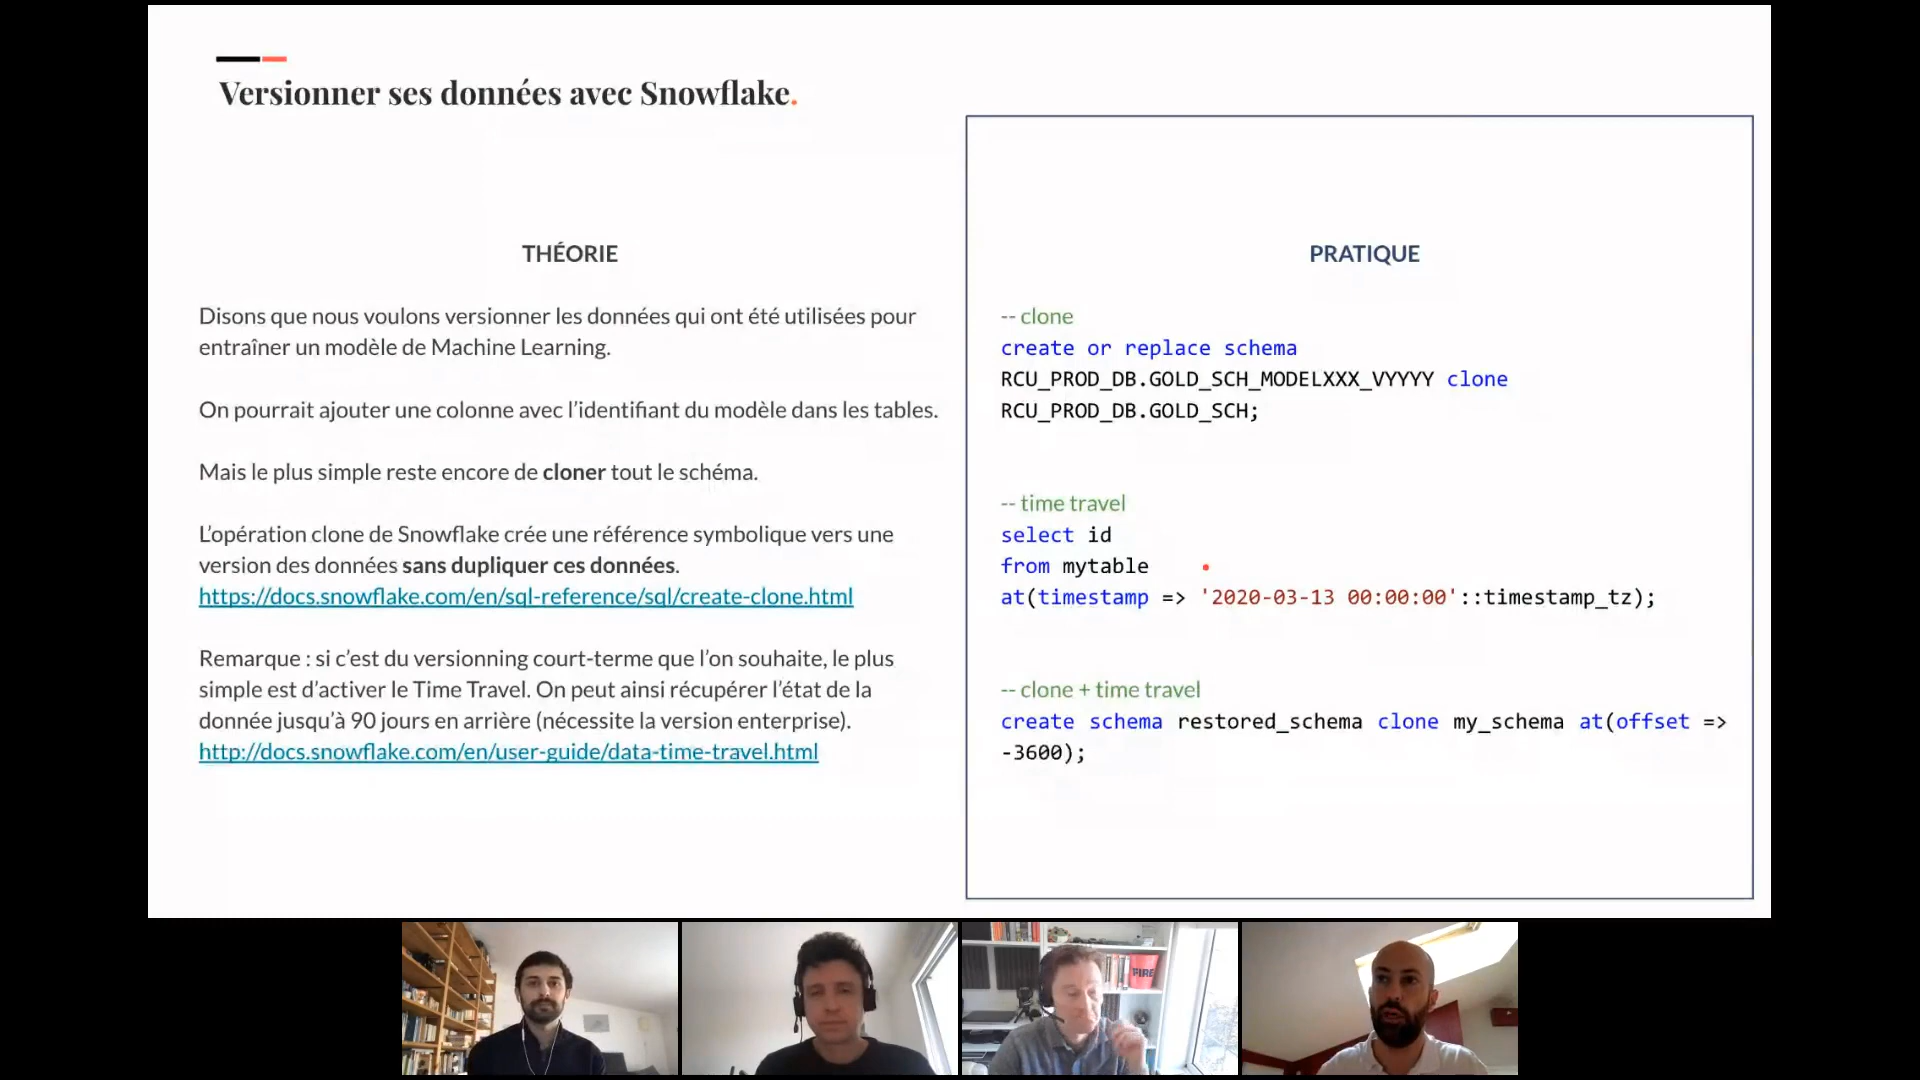 Versionner ses données avec Snowflake.
THÉORIE
Disons que nous voulons versionner les données qui ont été utilisées pour
entraîner un modèle de Machine Learning.
On pourrait ajouter une colonne avec l'identifiant du modèle dans les tables.
Mais le plus simple reste encore de cloner tout le schéma.
L'opération clone de Snowflake crée une référence symbolique vers une
version des données sans dupliquer ces données.
https://docs.snowflake.com/en/sql-reference/sql/create-clone.html
Remarque : si c'est du versionning court-terme que l'on souhaite, le plus
simple est d'activer le Time Travel. On peut ainsi récupérer l'état de la
donnée jusqu'à 90 jours en arrière (nécessite la version enterprise).
http://docs.snowflake.com/en/user-guide/data-time-travel.html
PRATIQUE
-- clone
create or replace schema
RCU_PROD_DB.GOLD_SCH_MODELXXX_VYYYY clone
RCU_PROD_DB.GOLD_SCH;
-- time travel
select id
from mytable
at(timestamp => '2020-03-13 00:00:00'::timestamp_tz);
-- clone + time travel
create schema restored_schema clone my_schema at(offset =>
-3600);
FIRE